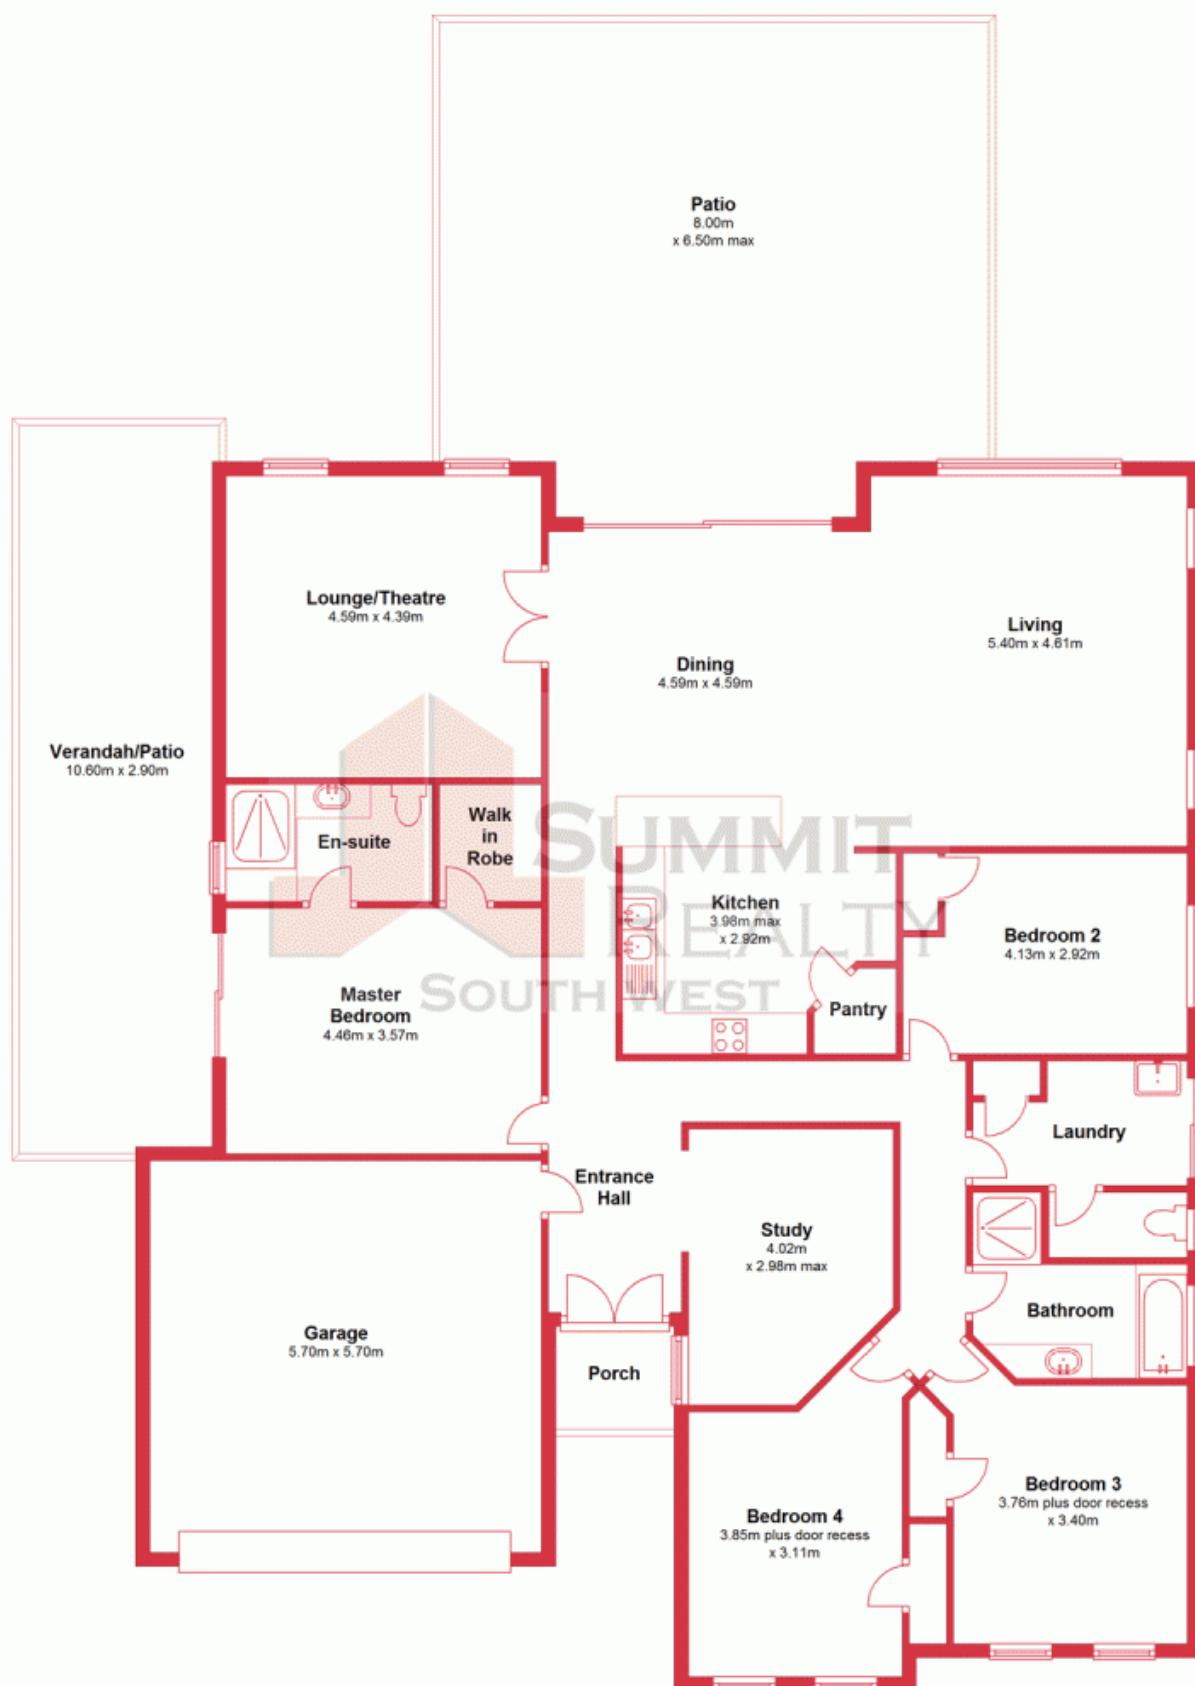 Patio
8.00m
x 6.50m max
Lounge/Theatre
4.59m x 4.39m
Living
5.40m x 4.61m
Dining
4.59m x 4.59m
Verandah/Patio
10.60m x 2.90m
En-suite
Walk
in
Robe
SUMMIT
REALTY
SOUTH WEST
Kitchen
3.98m max
x 2.92m
Pantry
Bedroom 2
4.13m x 2.92m
Master
Bedroom
4.46m x 3.57m
Laundry
Entrance
Hall
Study
4.02m
x 2.98m max
Bathroom
Garage
5.70m x 5.70m
Porch
Bedroom 3
3.76m plus door recess
x 3.40m
Bedroom 4
3.85m plus door recess
x 3.11m